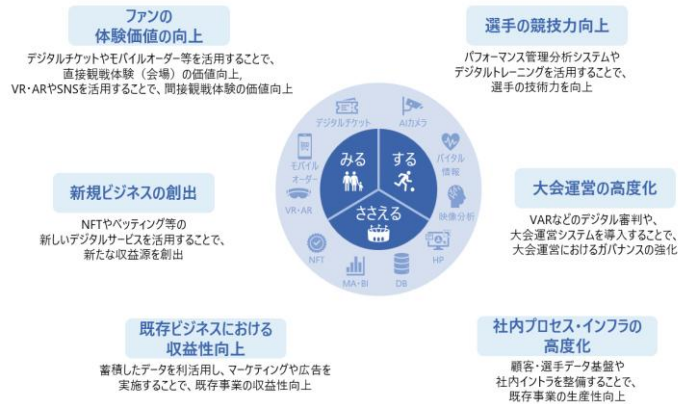 ファンの
体験価値の向上
デジタルチケットやモバイルオーダー等を活用することで、
直接観戦体験（会場）の価値向上,
VR・ARやSNSを活用することで、間接観戦体験の価値向上
選手の競技力向上
パフォーマンス管理分析システムや
デジタルトレーニングを活用することで、
選手の技術力を向上
デジタルチケット
AIカメラ
モバイル
オーダー
バイタル
情報
みる
する
ささえる
VR・AR
映像分析
NFT
MA・BI
DB
HP
新規ビジネスの創出
NFTやベッティング等の
新しいデジタルサービスを活用することで、
新たな収益源を創出
大会運営の高度化
VARなどのデジタル審判や、
大会運営システムを導入することで、
大会運営におけるガバナンスの強化
既存ビジネスにおける
収益性向上
蓄積したデータを利活用し、マーケティングや広告を
実施することで、既存事業の収益性向上
社内プロセス・インフラの
高度化
顧客・選手データ基盤や
社内イントラを整備することで、
既存事業の生産性向上